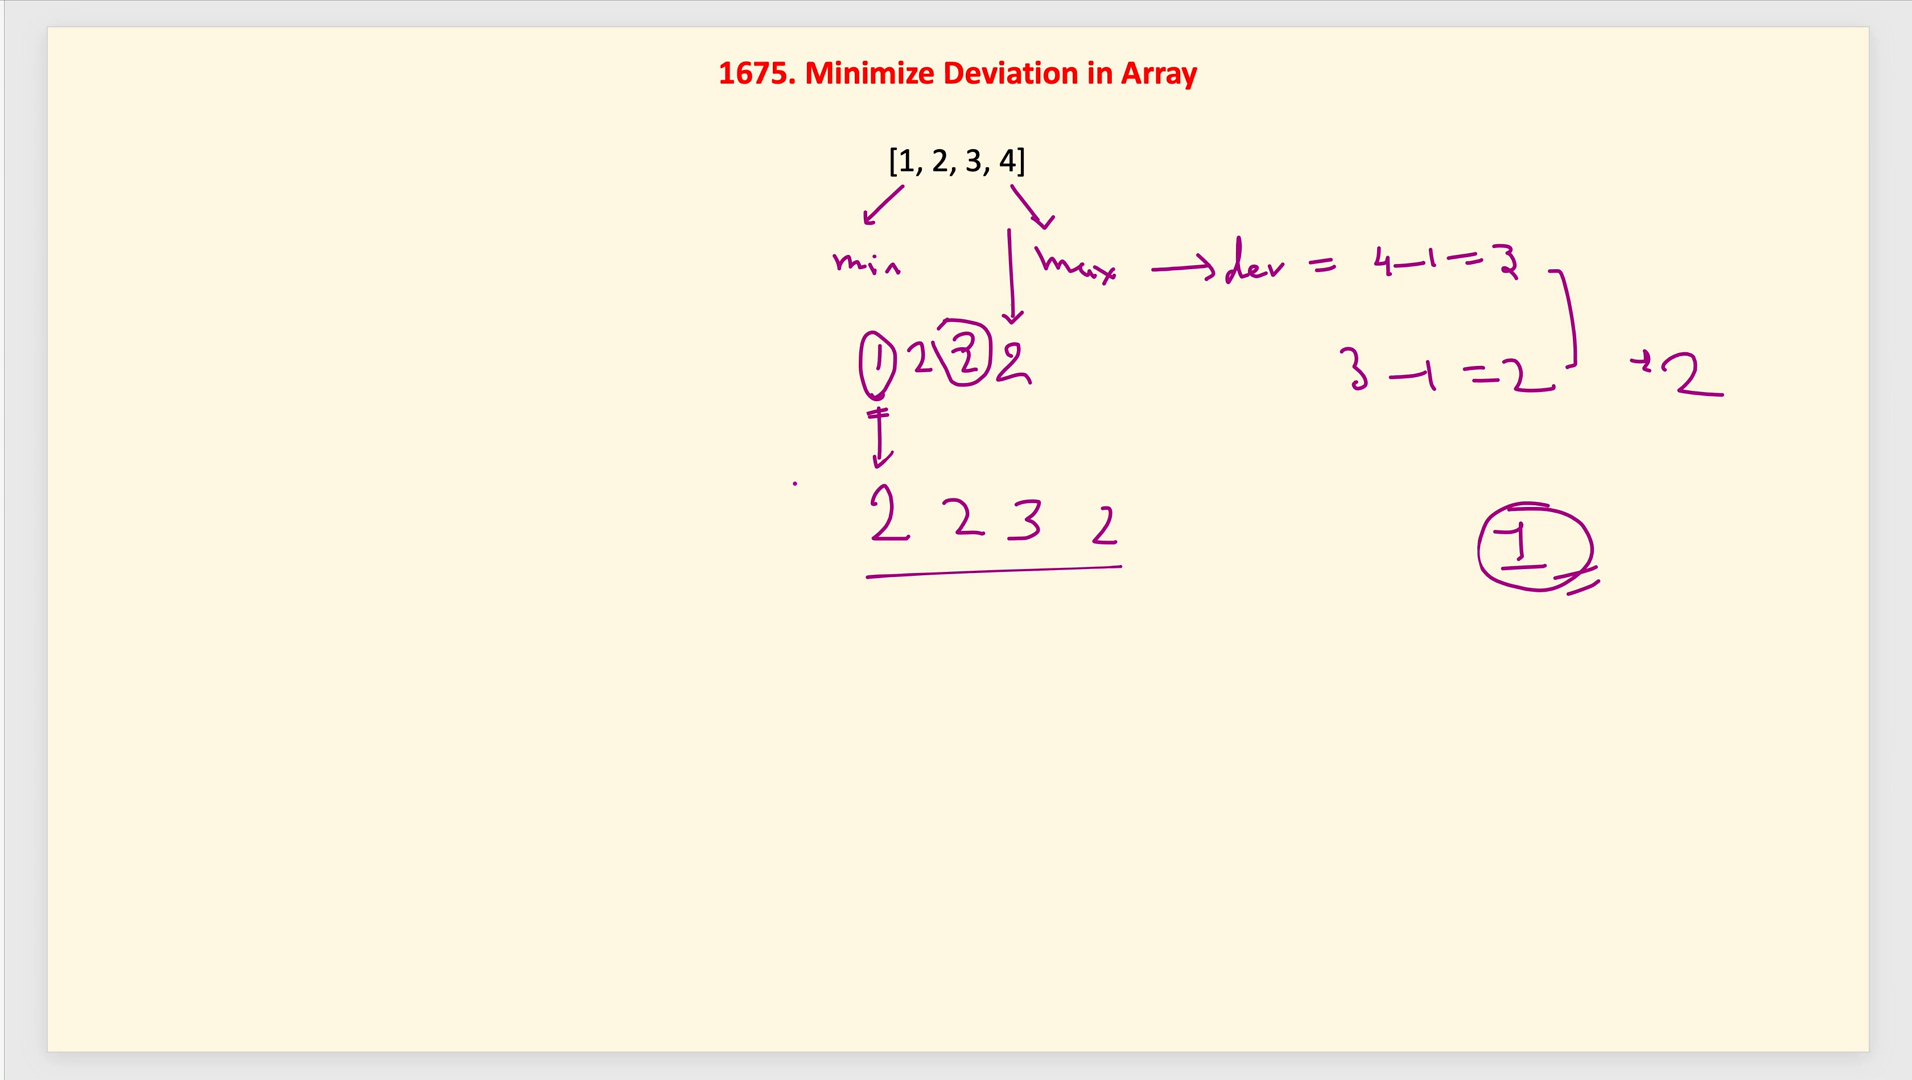 1675. Minimize Deviation in Array
[1, 2, 3, 4]
min max → dev = 4-1=3
1 2 3 2 3-1=2 → 2
2 2 3 2 1